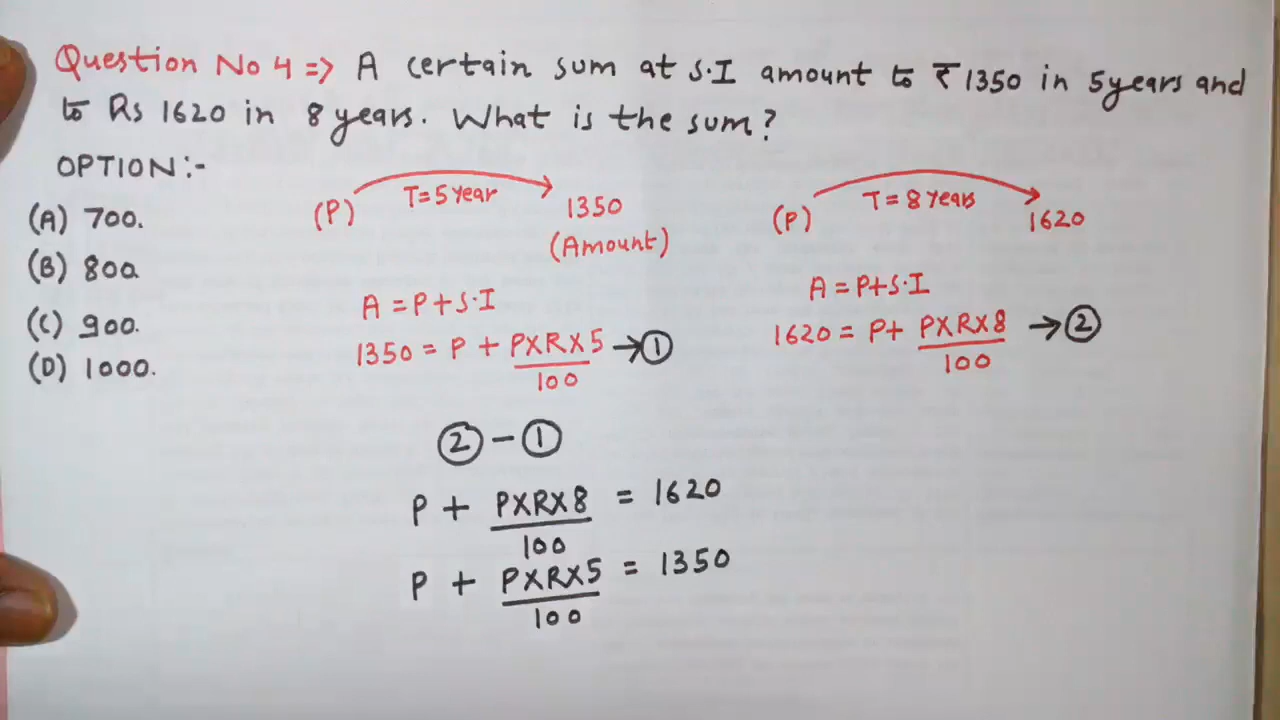 Question No 4 => A certain sum at S.I amount to ₹ 1350 in 5years and
to Rs 1620 in 8 years. What is the sum?
OPTION:-
(A) 700.
(B) 800
(C) 900.
(D) 1000.
(P) T=5 Year 1350
(Amount)
A = P+S.I
1350 = P + PXRX5/100 → ①
(P) T = 8 Years 1620
A = P+S.I
1620 = P+ PXRX8/100 → ②
② - ①
P + PXRX8/100 = 1620
P + PXRX5/100 = 1350